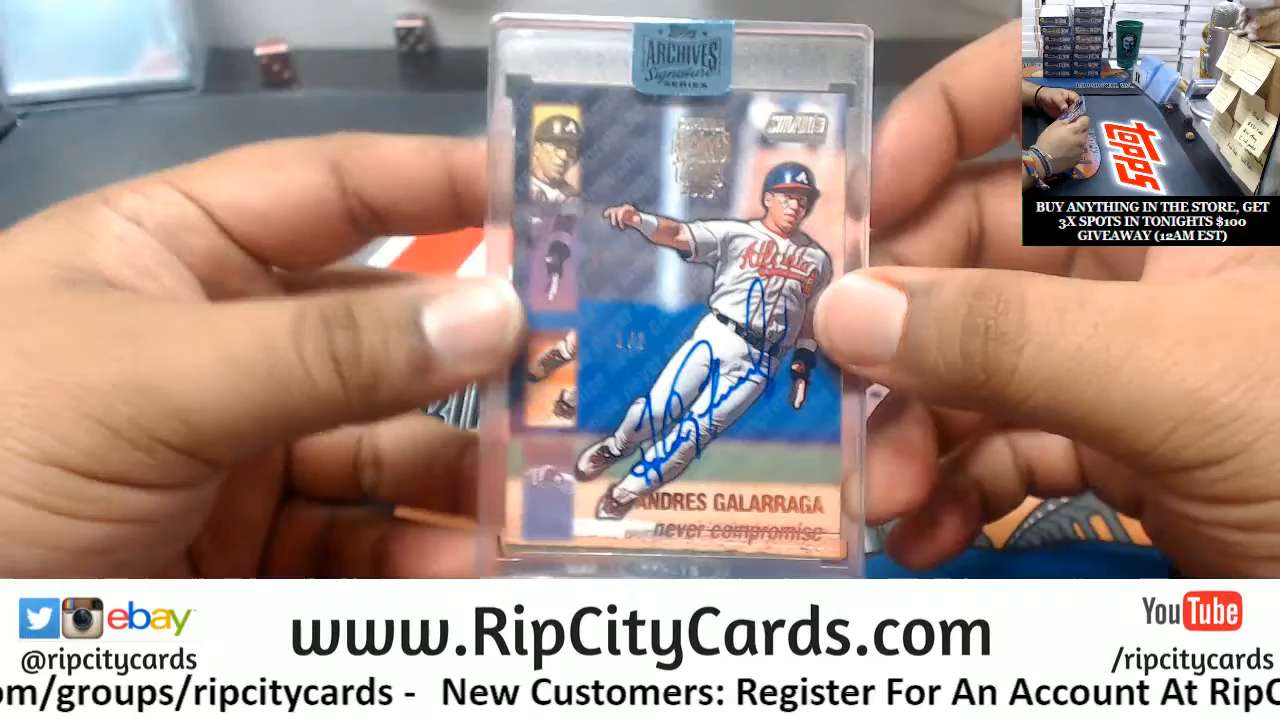 Topps
ARCHIVES
Signature
SERIES
A
Atlanta
ANDRES GALARRAGA
never compromise
topps
BUY ANYTHING IN THE STORE, GET
3X SPOTS IN TONIGHTS $100
GIVEAWAY (12AM EST)
ebay
@ripcitycards
www.RipCityCards.com
YouTube
/ripcitycards
om/groups/ripcitycards - New Customers: Register For An Account At RipC